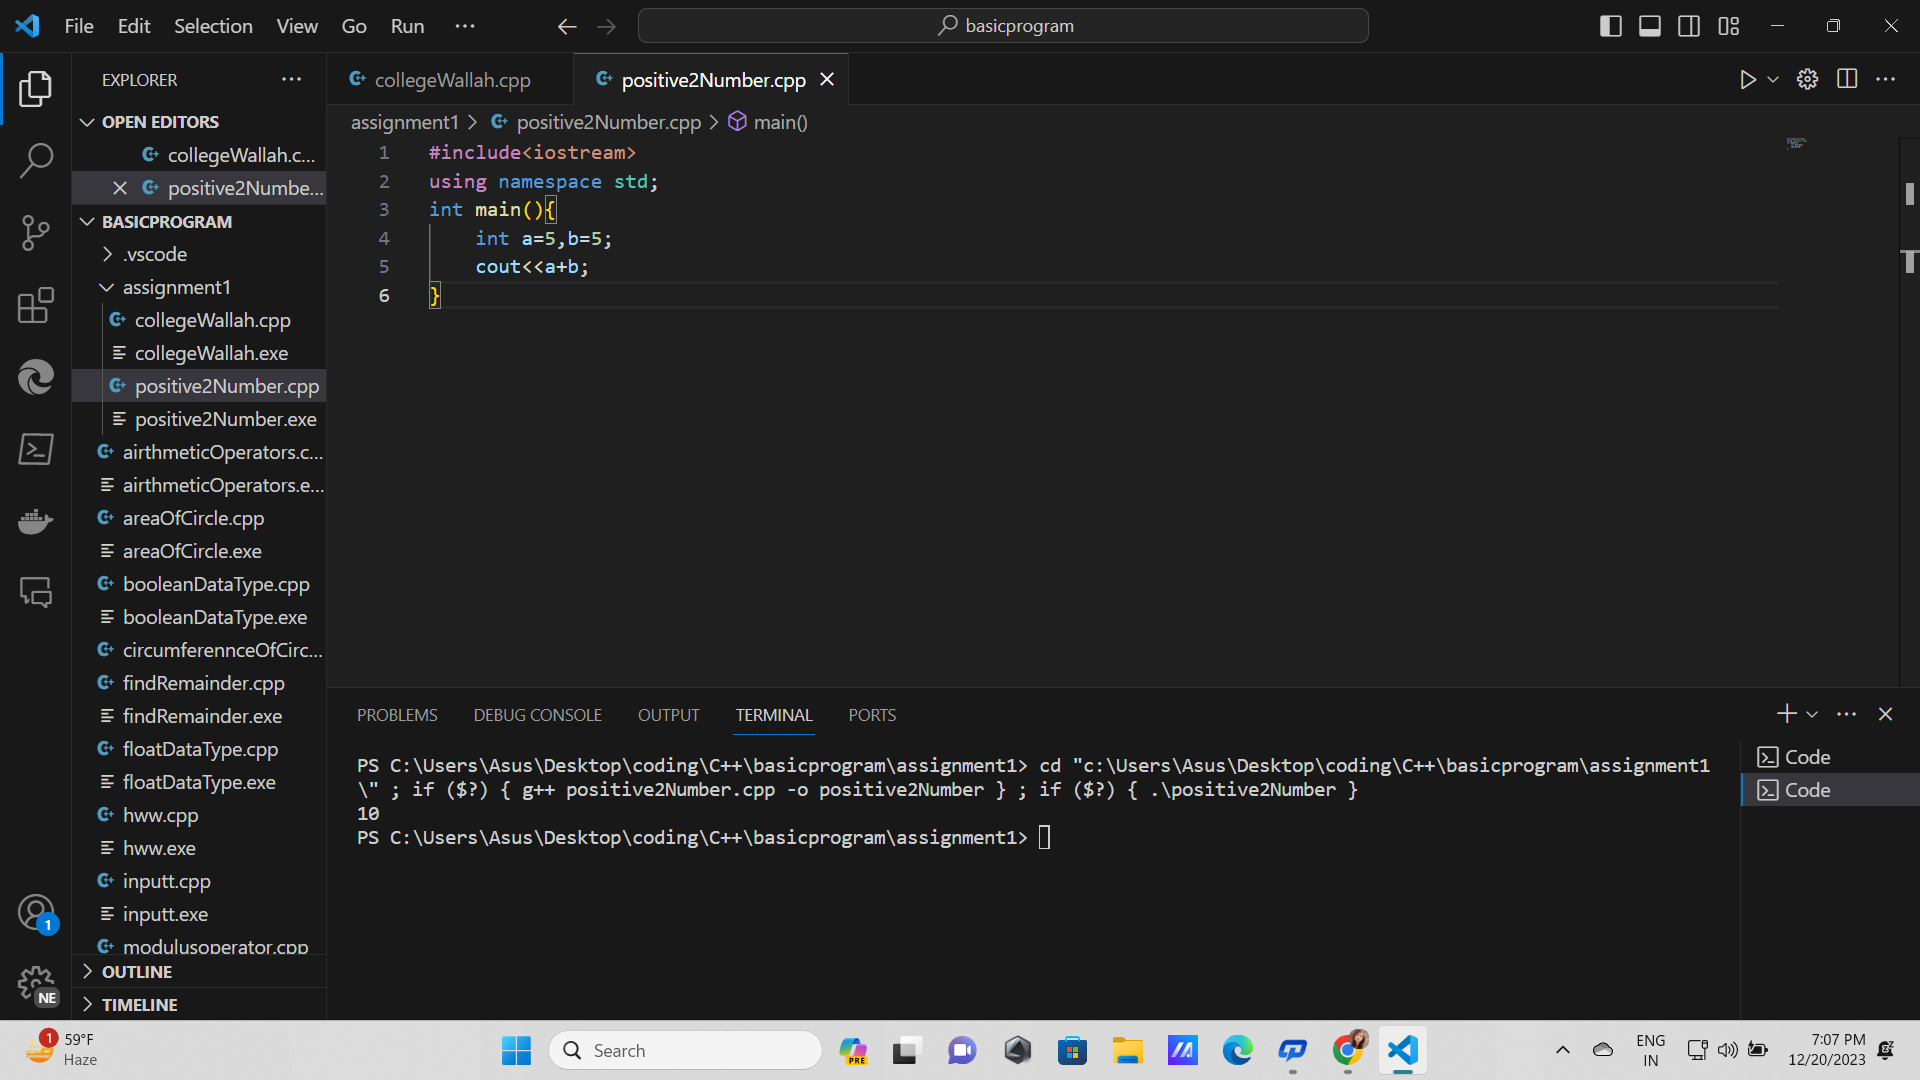 File Edit Selection View Go Run ...
basicprogram
EXPLORER
OPEN EDITORS
collegeWallah.c...
positive2Numbe...
BASICPROGRAM
.vscode
assignment1
collegeWallah.cpp
collegeWallah.exe
positive2Number.cpp
positive2Number.exe
airthmeticOperators.c...
airthmeticOperators.e...
areaOfCircle.cpp
areaOfCircle.exe
booleanDataType.cpp
booleanDataType.exe
circumferennceOfCirc...
findRemainder.cpp
findRemainder.exe
floatDataType.cpp
floatDataType.exe
hww.cpp
hww.exe
inputt.cpp
inputt.exe
modulusoperator.cpp
OUTLINE
TIMELINE
1
NE
collegeWallah.cpp
positive2Number.cpp
assignment1 > positive2Number.cpp > main()
1 #include<iostream>
2 using namespace std;
3 int main(){
4 int a=5,b=5;
5 cout<<a+b;
6 }
PROBLEMS DEBUG CONSOLE OUTPUT TERMINAL PORTS
PS C:\Users\Asus\Desktop\coding\C++\basicprogram\assignment1> cd "c:\Users\Asus\Desktop\coding\C++\basicprogram\assignment1
\" ; if ($?) { g++ positive2Number.cpp -o positive2Number } ; if ($?) { .\positive2Number }
10
PS C:\Users\Asus\Desktop\coding\C++\basicprogram\assignment1>
Code
Code
1
59°F
Haze
Search
PRE
ENG
IN
7:07 PM
12/20/2023